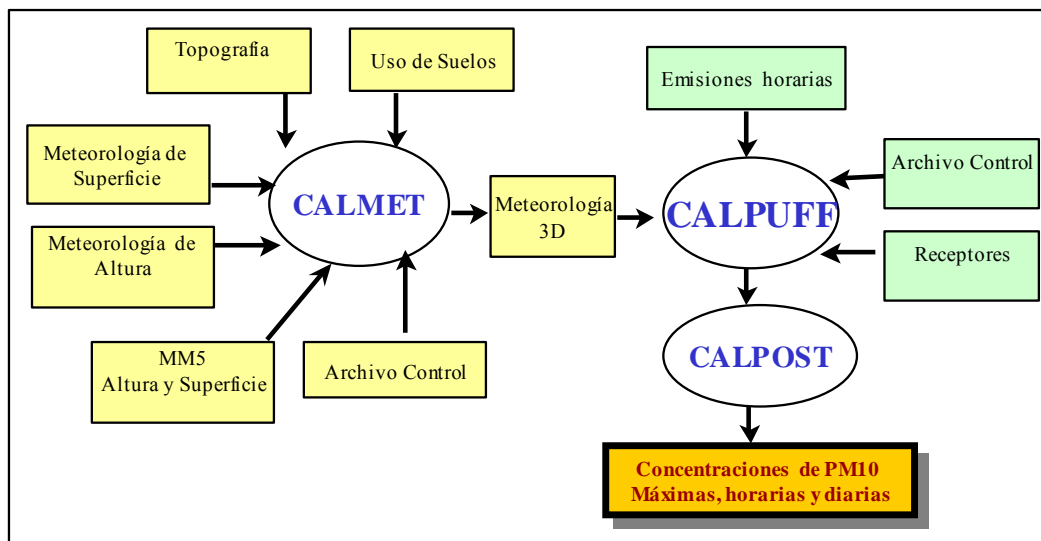 Topografía
Uso de Suelos
Emisiones horarias
Meteorología de
Superficie
Archivo Control
CALMET
Meteorología
3D
CALPUFF
Meteorología de
Altura
Receptores
MM5
Altura y Superficie
Archivo Control
CALPOST
Concentraciones de PM10
Máximas, horarias y diarias